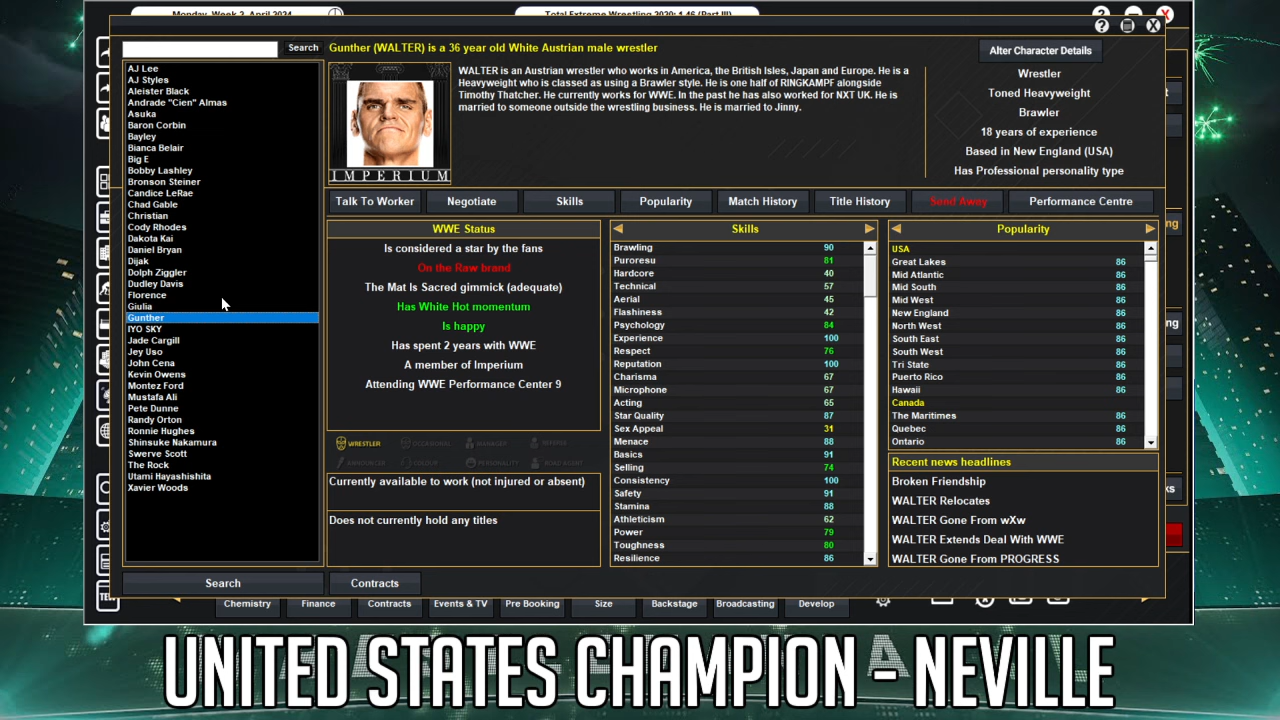 Monday, Week 2, April 2024
Total Extreme Wrestling 2020: 1.46 (Part III)
Search
Gunther (WALTER) is a 36 year old White Austrian male wrestler
Alter Character Details
AJ Lee
AJ Styles
Aleister Black
Andrade "Cien" Almas
Asuka
Baron Corbin
Bayley
Bianca Belair
Big E
Bobby Lashley
Bronson Steiner
Candice LeRae
Chad Gable
Christian
Cody Rhodes
Dakota Kai
Daniel Bryan
Dijak
Dolph Ziggler
Dudley Davis
Florence
Giulia
Gunther
IYO SKY
Jade Cargill
Jey Uso
John Cena
Kevin Owens
Montez Ford
Mustafa Ali
Pete Dunne
Randy Orton
Ronnie Hughes
Shinsuke Nakamura
Swerve Scott
The Rock
Utami Hayashishita
Xavier Woods
Search
Contracts
IMPERIUM
WALTER is an Austrian wrestler who works in America, the British Isles, Japan and Europe. He is a
Heavyweight who is classed as using a Brawler style. He is one half of RINGKAMPF alongside
Timothy Thatcher. He currently works for WWE. In the past he has also worked for NXT UK. He is
married to someone outside the wrestling business. He is married to Jinny.
Wrestler
Toned Heavyweight
Brawler
18 years of experience
Based in New England (USA)
Has Professional personality type
Talk To Worker
Negotiate
Skills
Popularity
Match History
Title History
Send Away
Performance Centre
WWE Status
Is considered a star by the fans
On the Raw brand
The Mat Is Sacred gimmick (adequate)
Has White Hot momentum
Is happy
Has spent 2 years with WWE
A member of Imperium
Attending WWE Performance Center 9
WRESTLER
OCCASIONAL
MANAGER
REFEREE
ANNOUNCER
COLOUR
PERSONALITY
ROAD AGENT
Currently available to work (not injured or absent)
Does not currently hold any titles
Skills
Brawling 90
Puroresu 81
Hardcore 40
Technical 57
Aerial 45
Flashiness 42
Psychology 84
Experience 100
Respect 76
Reputation 100
Charisma 67
Microphone 67
Acting 65
Star Quality 87
Sex Appeal 31
Menace 88
Basics 91
Selling 74
Consistency 100
Safety 91
Stamina 88
Athleticism 62
Power 79
Toughness 80
Resilience 86
Popularity
USA
Great Lakes 86
Mid Atlantic 86
Mid South 86
Mid West 86
New England 86
North West 86
South East 86
South West 86
Tri State 86
Puerto Rico 86
Hawaii 86
Canada
The Maritimes 86
Quebec 86
Ontario 86
Recent news headlines
Broken Friendship
WALTER Relocates
WALTER Gone From wXw
WALTER Extends Deal With WWE
WALTER Gone From PROGRESS
Chemistry
Finance
Contracts
Events & TV
Pre Booking
Size
Backstage
Broadcasting
Develop
UNITED STATES CHAMPION - NEVILLE